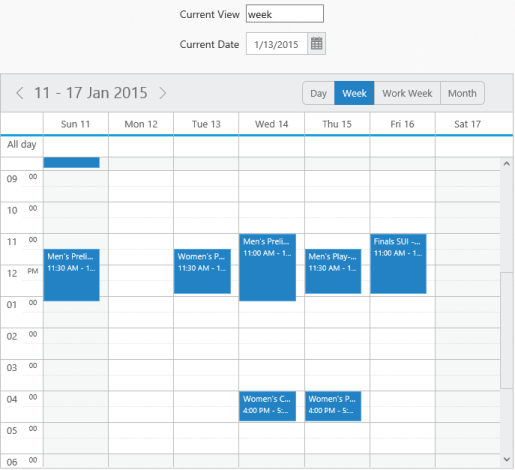 Current View week
Current Date 1/13/2015
11 - 17 Jan 2015 Day Week Work Week Month
Sun 11 Mon 12 Tue 13 Wed 14 Thu 15 Fri 16 Sat 17
All day
09 00
10 00
11 00
Men's Preli...
11:00 AM - 1...
Finals SUI -...
11:00 AM - 1...
Men's Preli...
11:30 AM - 1...
Women's P...
11:30 AM - 1...
Men's Play-...
11:30 AM - 1...
12 PM
01 00
02 00
03 00
04 00
Women's C...
4:00 PM - 5:...
Women's P...
4:00 PM - 5:...
05 00
06 00